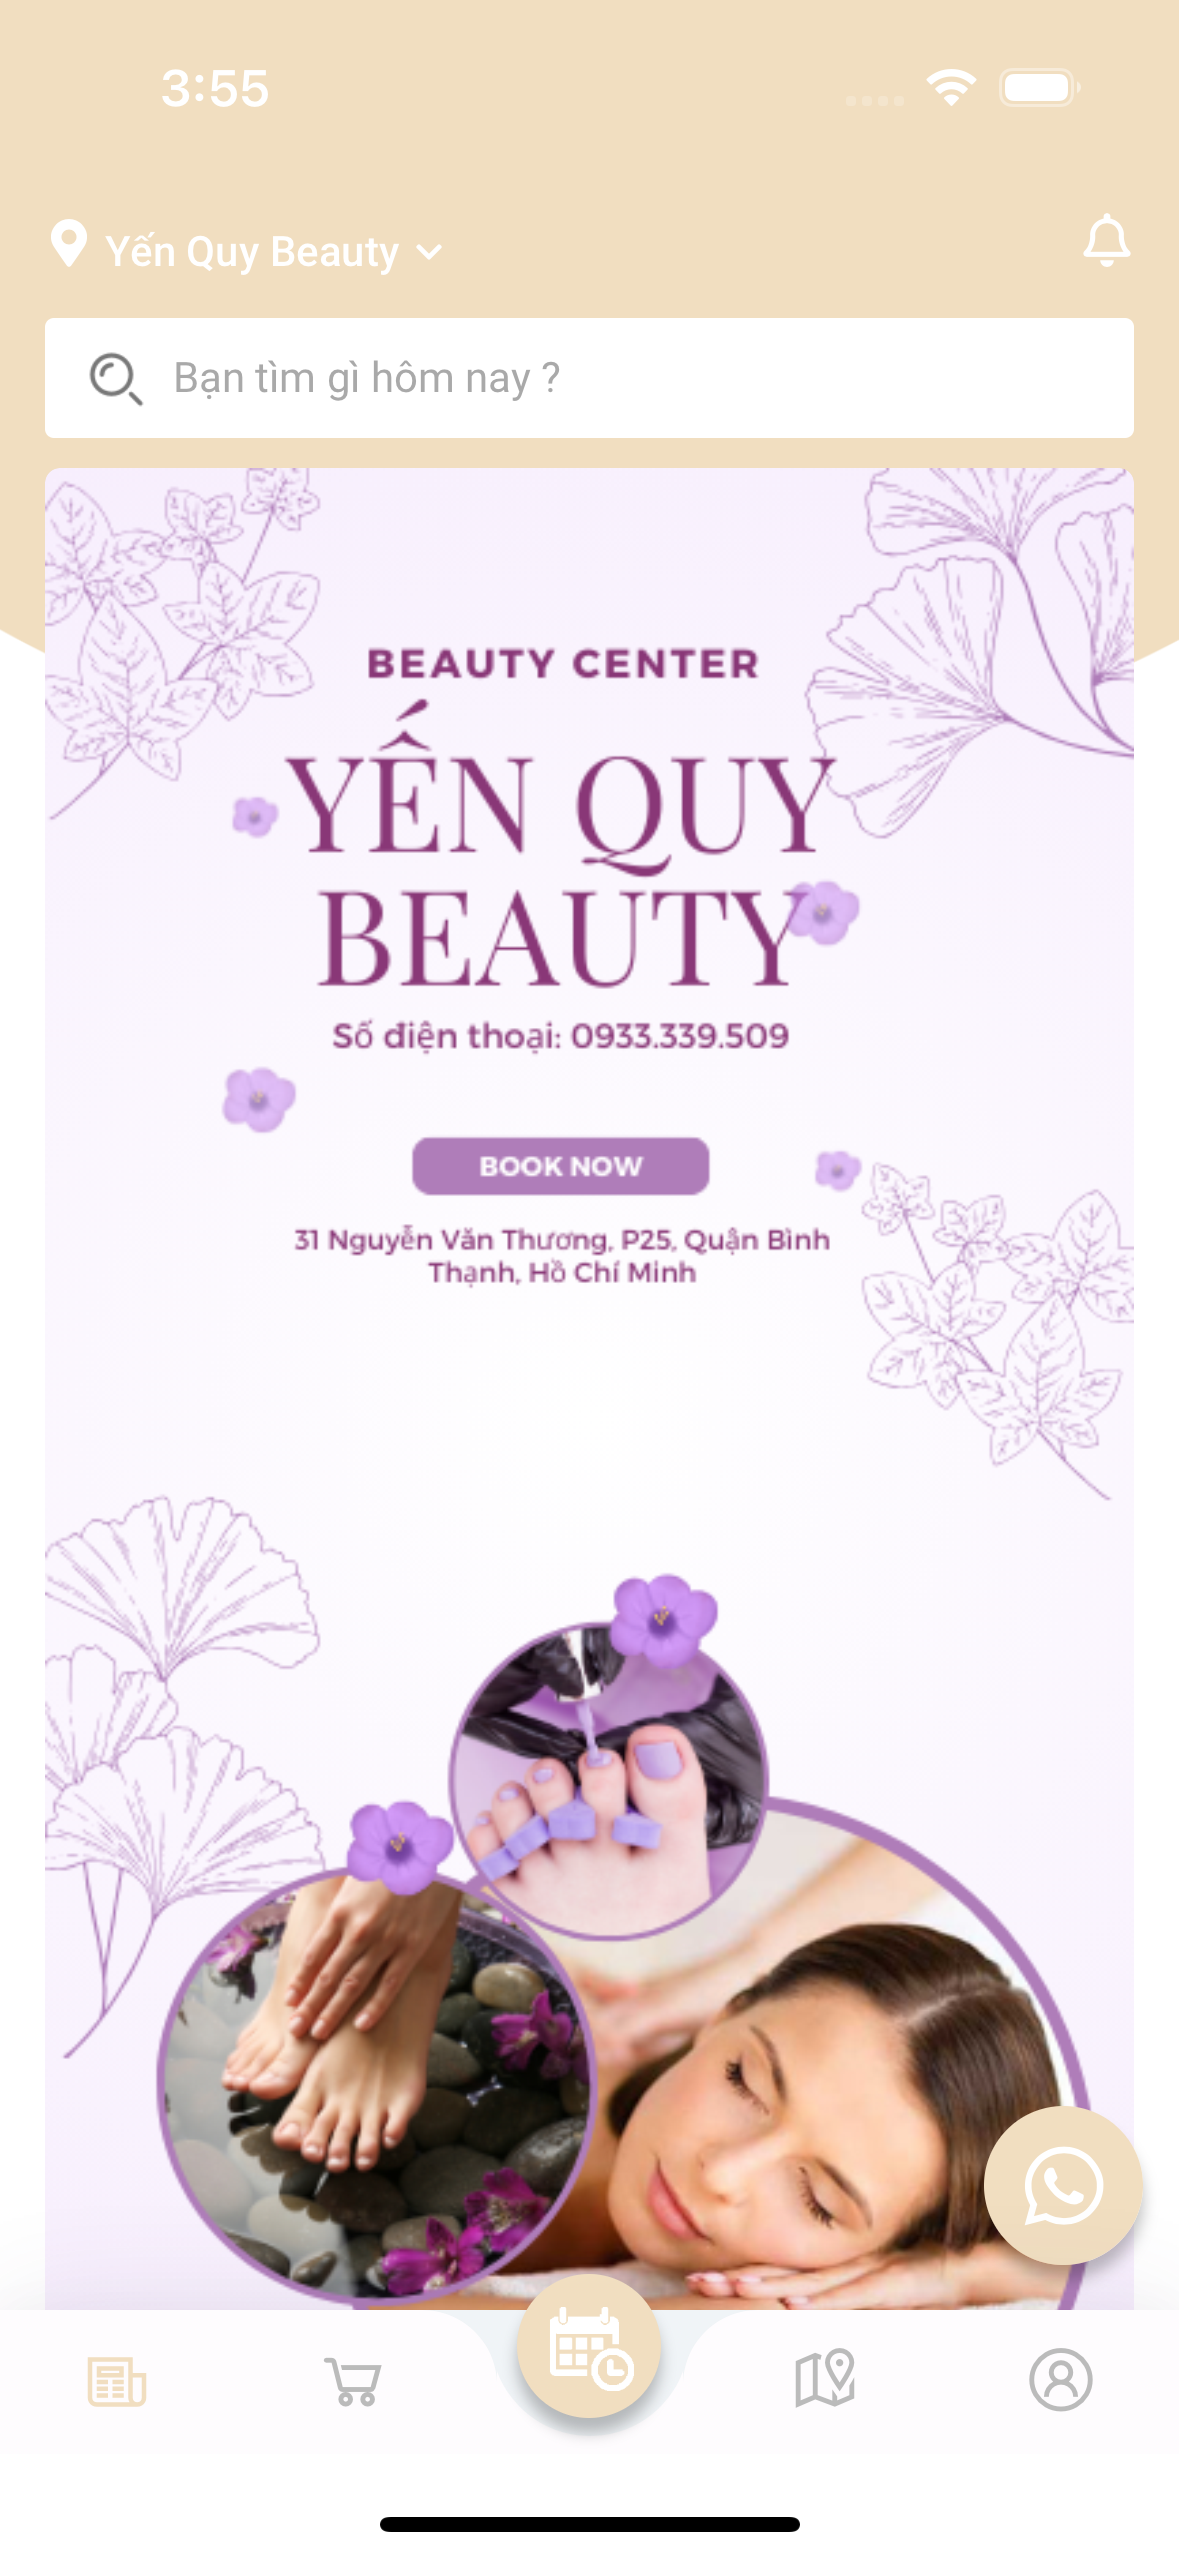 3:55
Yến Quy Beauty
Bạn tìm gì hôm nay ?
BEAUTY CENTER
YẾN QUY
BEAUTY
Số điện thoại: 0933.339.509
BOOK NOW
31 Nguyễn Văn Thương, P25, Quận Bình
Thạnh, Hồ Chí Minh